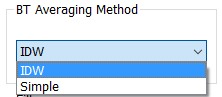 BT Averaging Method
IDW
IDW
Simple